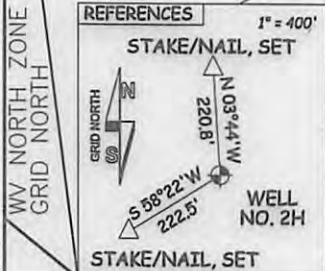 WV NORTH ZONE
GRID NORTH
REFERENCES
1" = 400'
STAKE/NAIL, SET
GRID NORTH
N
S
N 03°44' W
220.8'
S 58°22' W
222.5'
WELL
NO. 2H
STAKE/NAIL, SET